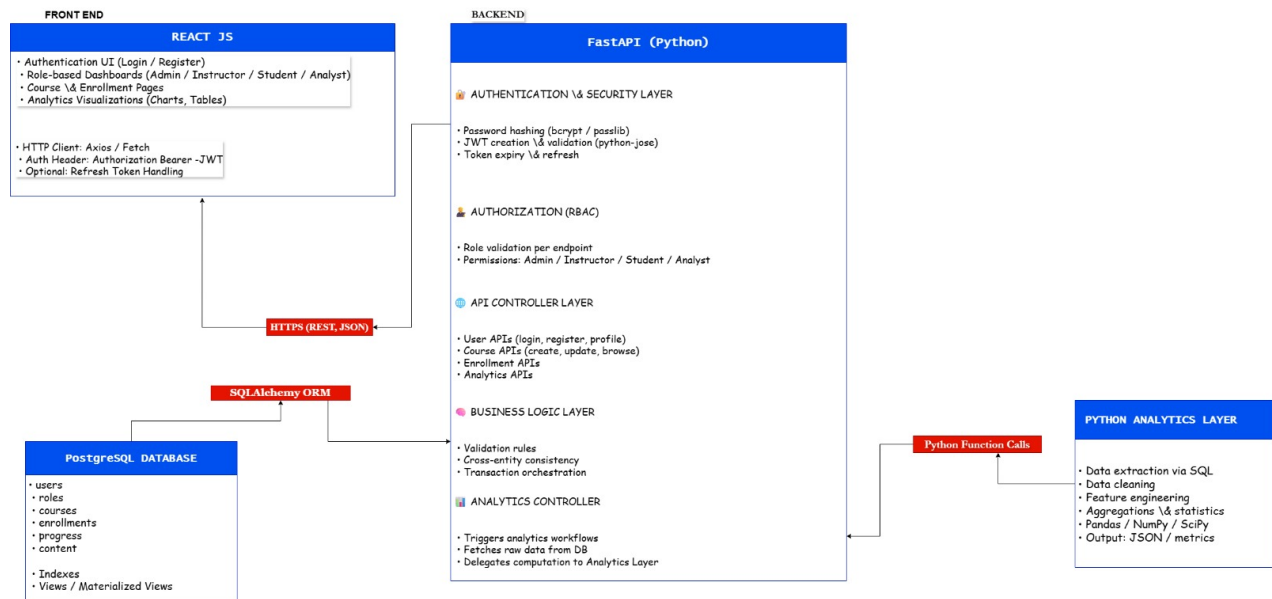 FRONT END
REACT JS
• Authentication UI (Login / Register)
• Role-based Dashboards (Admin / Instructor / Student / Analyst)
• Course \& Enrollment Pages
• Analytics Visualizations (Charts, Tables)
• HTTP Client: Axios / Fetch
• Auth Header: Authorization Bearer -JWT
• Optional: Refresh Token Handling
HTTPS (REST, JSON)
SQLAlchemy ORM
PostgreSQL DATABASE
• users
• roles
• courses
• enrollments
• progress
• content
• Indexes
• Views / Materialized Views
BACKEND
FastAPI (Python)
AUTHENTICATION \& SECURITY LAYER
• Password hashing (bcrypt / passlib)
• JWT creation \& validation (python-jose)
• Token expiry \& refresh
AUTHORIZATION (RBAC)
• Role validation per endpoint
• Permissions: Admin / Instructor / Student / Analyst
API CONTROLLER LAYER
• User APIs (login, register, profile)
• Course APIs (create, update, browse)
• Enrollment APIs
• Analytics APIs
BUSINESS LOGIC LAYER
• Validation rules
• Cross-entity consistency
• Transaction orchestration
ANALYTICS CONTROLLER
• Triggers analytics workflows
• Fetches raw data from DB
• Delegates computation to Analytics Layer
Python Function Calls
PYTHON ANALYTICS LAYER
• Data extraction via SQL
• Data cleaning
• Feature engineering
• Aggregations \& statistics
• Pandas / NumPy / SciPy
• Output: JSON / metrics